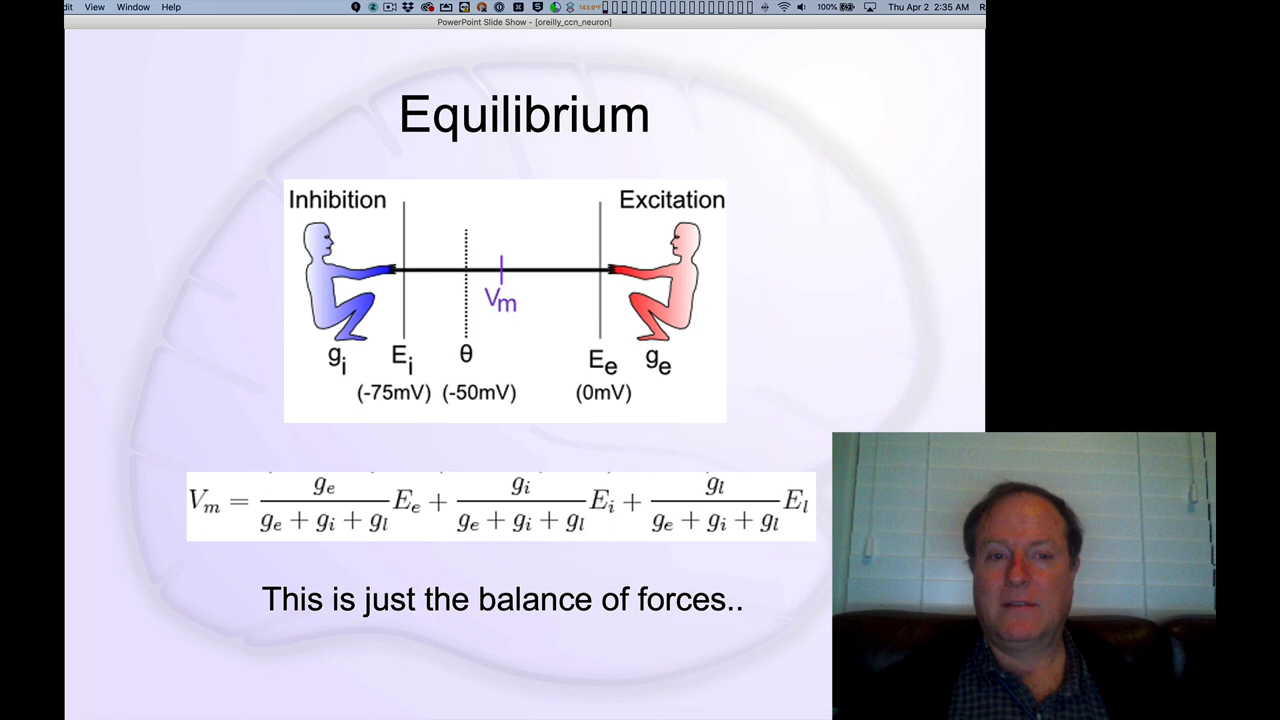 dit View Window Help 143.9°F 100% Thu Apr 2 2:35 AM R
PowerPoint Slide Show - [oreilly_ccn_neuron]
Equilibrium
Inhibition Excitation
Vm
gi Ei θ Ee ge
(-75mV) (-50mV) (0mV)
Vm = ge/(ge + gi + gl) Ee + gi/(ge + gi + gl) Ei + gl/(ge + gi + gl) El
This is just the balance of forces..